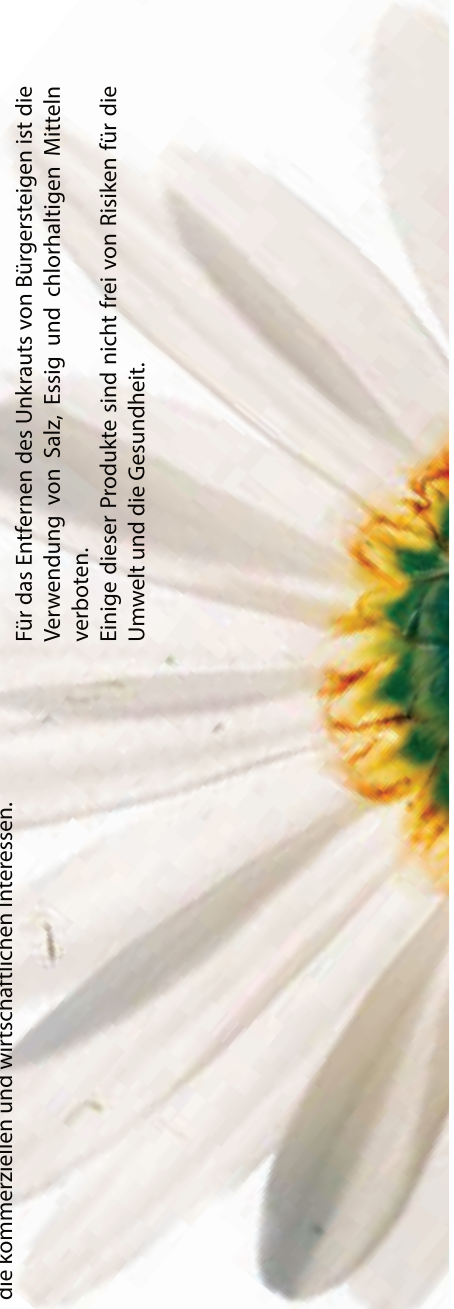 die kommerziellen und wirtschaftlichen Interessen.
Für das Entfernen des Unkrauts von Bürgersteigen ist die
Verwendung von Salz, Essig und chlorhaltigen Mitteln
verboten.
Einige dieser Produkte sind nicht frei von Risiken für die
Umwelt und die Gesundheit.